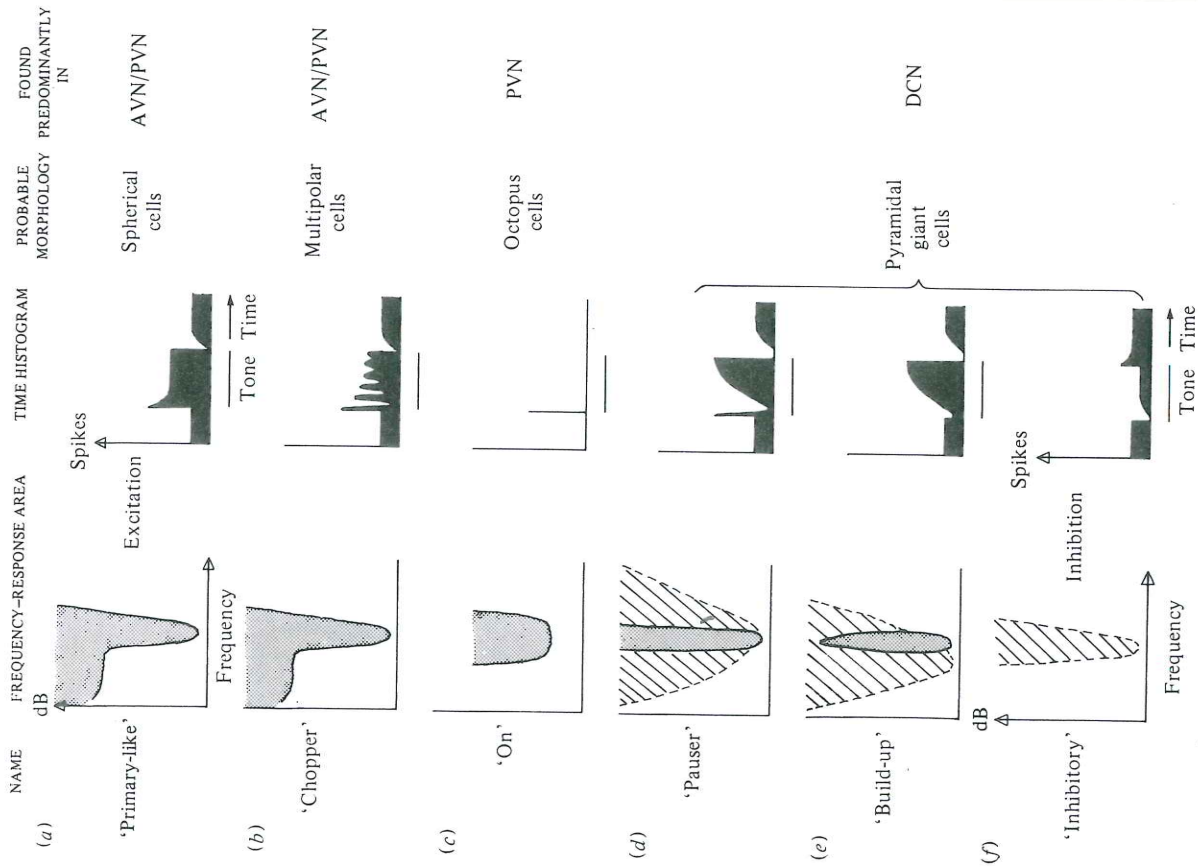 NAME
FREQUENCY–RESPONSE AREA
TIME HISTOGRAM
PROBABLE
MORPHOLOGY
FOUND
PREDOMINANTLY
IN
(a)
'Primary-like'
dB
Frequency
Excitation
Spikes
Tone
Time
Spherical
cells
AVN/PVN
(b)
'Chopper'
Multipolar
cells
AVN/PVN
(c)
'On'
Octopus
cells
PVN
(d)
'Pauser'
(e)
'Build-up'
Pyramidal
giant
cells
DCN
(f)
'Inhibitory'
dB
Frequency
Inhibition
Spikes
Tone
Time